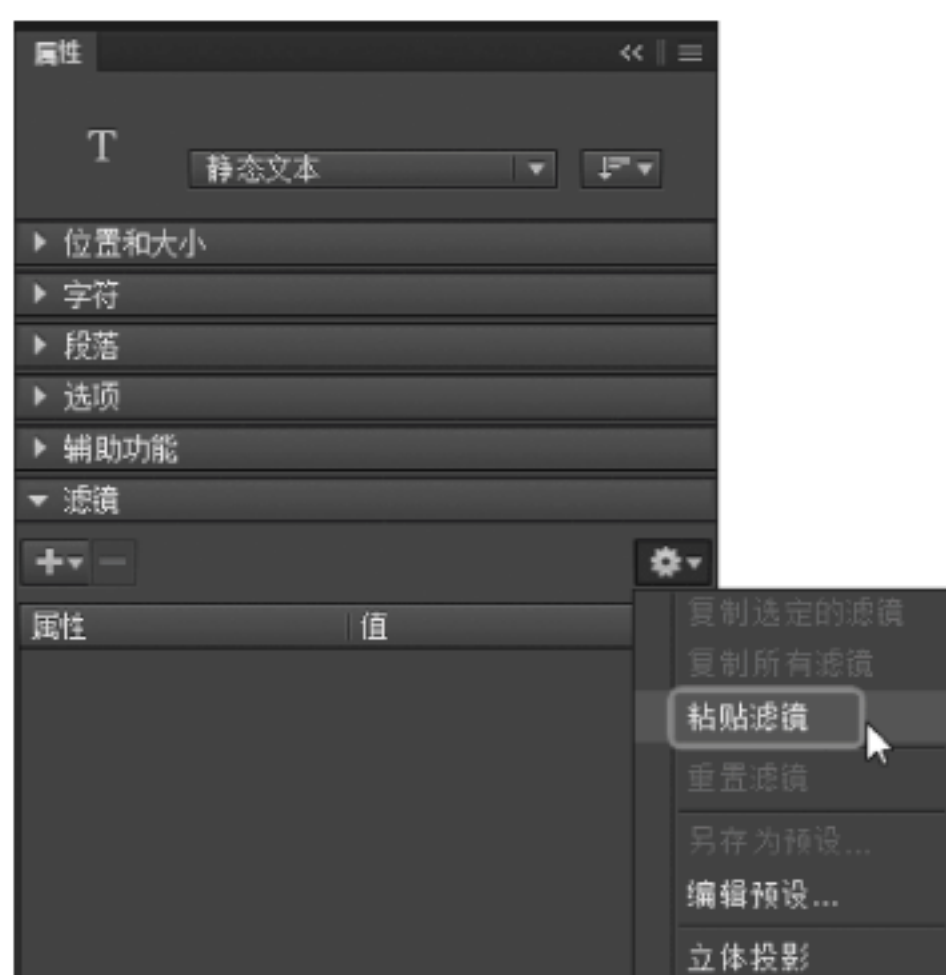 属性
T
静态文本
位置和大小
字符
段落
选项
辅助功能
滤镜
属性 值
复制选定的滤镜
复制所有滤镜
粘贴滤镜
重置滤镜
另存为预设...
编辑预设...
立体投影